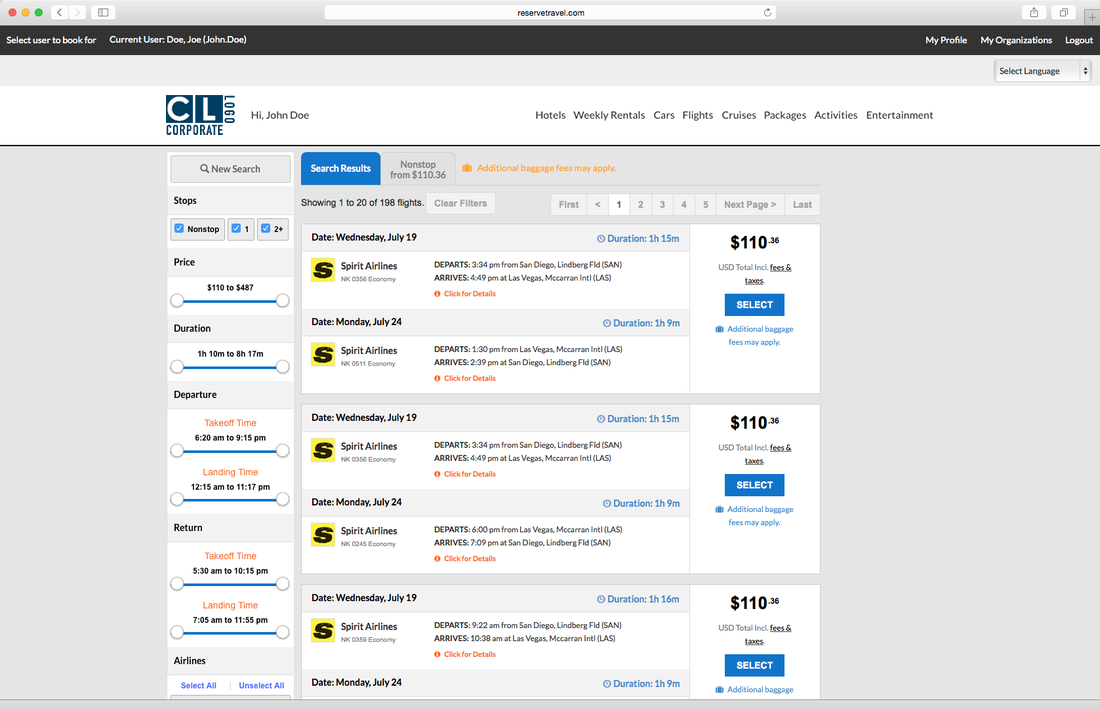 reservetravel.com
Select user to book for
Current User: Doe, Joe (John.Doe)
My Profile
My Organizations
Logout
Select Language
CL LOGO
CORPORATE
Hi, John Doe
Hotels
Weekly Rentals
Cars
Flights
Cruises
Packages
Activities
Entertainment
New Search
Stops
Nonstop
1
2+
Price
$110 to $487
Duration
1h 10m to 8h 17m
Departure
Takeoff Time
6:20 am to 9:15 pm
Landing Time
12:15 am to 11:17 pm
Return
Takeoff Time
5:30 am to 10:15 pm
Landing Time
7:05 am to 11:55 pm
Airlines
Select All
Unselect All
Search Results
Nonstop
from $110.36
Additional baggage fees may apply.
Showing 1 to 20 of 198 flights.
Clear Filters
First
<
1
2
3
4
5
Next Page >
Last
Date: Wednesday, July 19
Duration: 1h 15m
Spirit Airlines
NK 0356 Economy
DEPARTS: 3:34 pm from San Diego, Lindberg Fld (SAN)
ARRIVES: 4:49 pm at Las Vegas, Mccarran Intl (LAS)
Click for Details
Date: Monday, July 24
Duration: 1h 9m
Spirit Airlines
NK 0511 Economy
DEPARTS: 1:30 pm from Las Vegas, Mccarran Intl (LAS)
ARRIVES: 2:39 pm at San Diego, Lindberg Fld (SAN)
Click for Details
$110.36
USD Total Incl. fees &
taxes.
SELECT
Additional baggage
fees may apply.
Date: Wednesday, July 19
Duration: 1h 15m
Spirit Airlines
NK 0356 Economy
DEPARTS: 3:34 pm from San Diego, Lindberg Fld (SAN)
ARRIVES: 4:49 pm at Las Vegas, Mccarran Intl (LAS)
Click for Details
Date: Monday, July 24
Duration: 1h 9m
Spirit Airlines
NK 0245 Economy
DEPARTS: 6:00 pm from Las Vegas, Mccarran Intl (LAS)
ARRIVES: 7:09 pm at San Diego, Lindberg Fld (SAN)
Click for Details
$110.36
USD Total Incl. fees &
taxes.
SELECT
Additional baggage
fees may apply.
Date: Wednesday, July 19
Duration: 1h 16m
Spirit Airlines
NK 0359 Economy
DEPARTS: 9:22 am from San Diego, Lindberg Fld (SAN)
ARRIVES: 10:38 am at Las Vegas, Mccarran Intl (LAS)
Click for Details
Date: Monday, July 24
Duration: 1h 9m
$110.36
USD Total Incl. fees &
taxes.
SELECT
Additional baggage